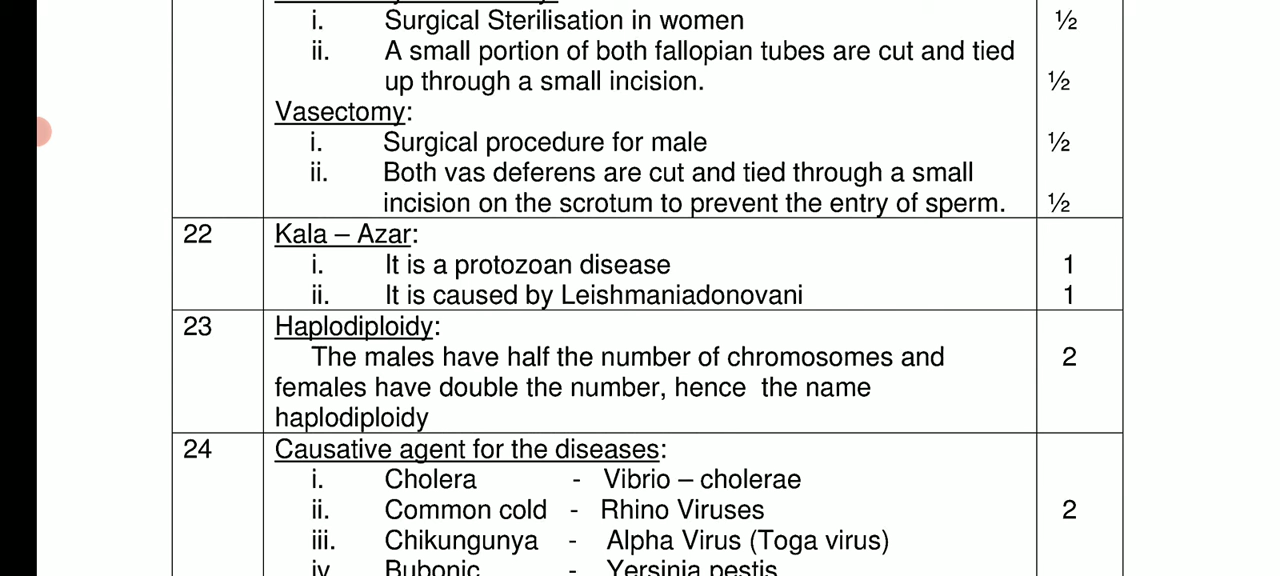 i. Surgical Sterilisation in women ½
ii. A small portion of both fallopian tubes are cut and tied
up through a small incision. ½
Vasectomy:
i. Surgical procedure for male ½
ii. Both vas deferens are cut and tied through a small
incision on the scrotum to prevent the entry of sperm. ½
22 Kala – Azar:
i. It is a protozoan disease 1
ii. It is caused by Leishmaniadonovani 1
23 Haplodiploidy:
The males have half the number of chromosomes and 2
females have double the number, hence the name
haplodiploidy
24 Causative agent for the diseases:
i. Cholera - Vibrio – cholerae
ii. Common cold - Rhino Viruses 2
iii. Chikungunya - Alpha Virus (Toga virus)
iv. Bubonic - Yersinia pestis